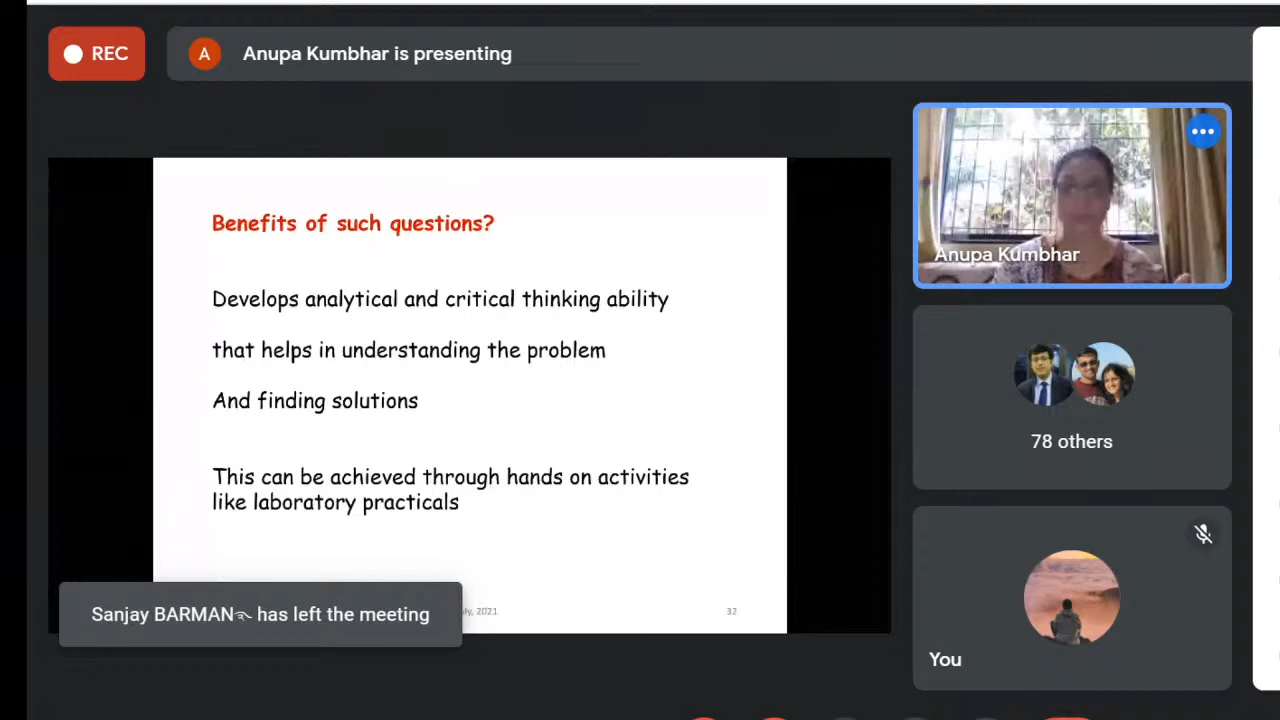 REC
A
Anupa Kumbhar is presenting
Benefits of such questions?
Develops analytical and critical thinking ability
that helps in understanding the problem
And finding solutions
This can be achieved through hands on activities
like laboratory practicals
2021
32
Sanjay BARMAN has left the meeting
Anupa Kumbhar
78 others
You